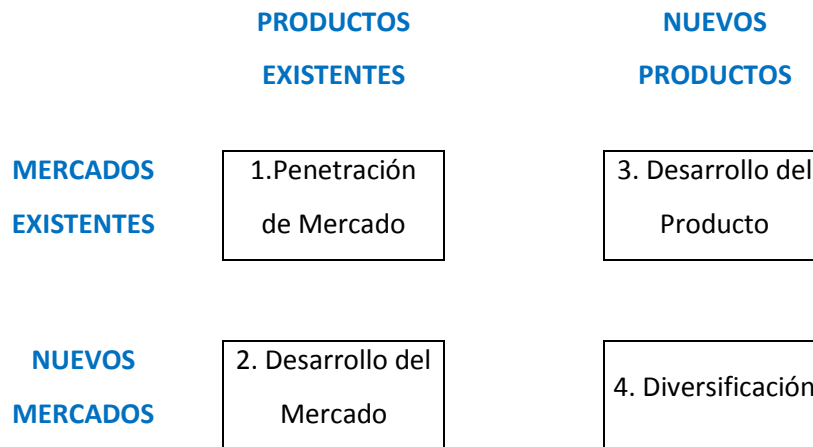 PRODUCTOS
EXISTENTES
NUEVOS
PRODUCTOS
MERCADOS
EXISTENTES
1.Penetración
de Mercado
3. Desarrollo del
Producto
NUEVOS
MERCADOS
2. Desarrollo del
Mercado
4. Diversificación